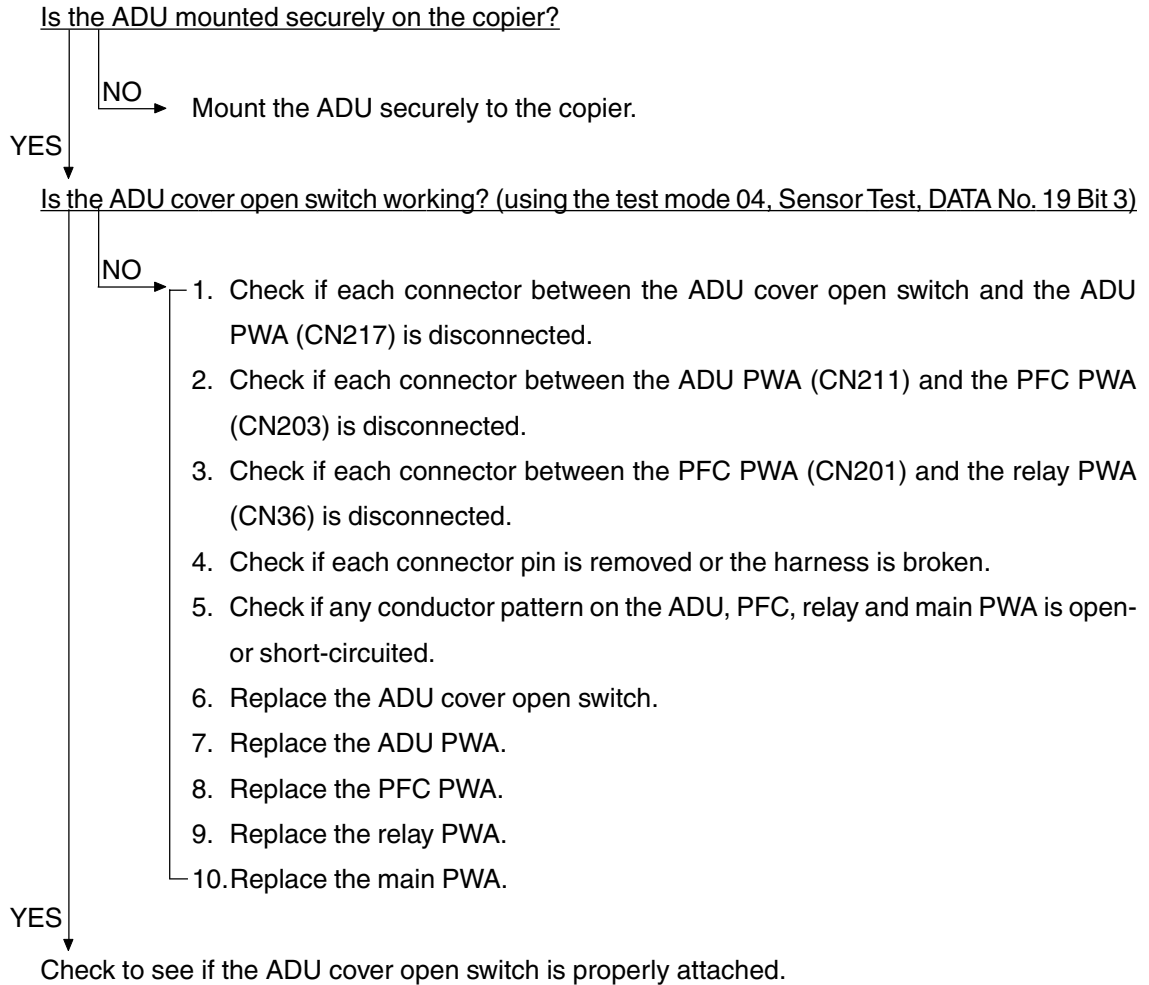 Is the ADU mounted securely on the copier?
NO
Mount the ADU securely to the copier.
YES
Is the ADU cover open switch working? (using the test mode 04, Sensor Test, DATA No. 19 Bit 3)
NO
1. Check if each connector between the ADU cover open switch and the ADU
PWA (CN217) is disconnected.
2. Check if each connector between the ADU PWA (CN211) and the PFC PWA
(CN203) is disconnected.
3. Check if each connector between the PFC PWA (CN201) and the relay PWA
(CN36) is disconnected.
4. Check if each connector pin is removed or the harness is broken.
5. Check if any conductor pattern on the ADU, PFC, relay and main PWA is open-
or short-circuited.
6. Replace the ADU cover open switch.
7. Replace the ADU PWA.
8. Replace the PFC PWA.
9. Replace the relay PWA.
10.Replace the main PWA.
YES
Check to see if the ADU cover open switch is properly attached.